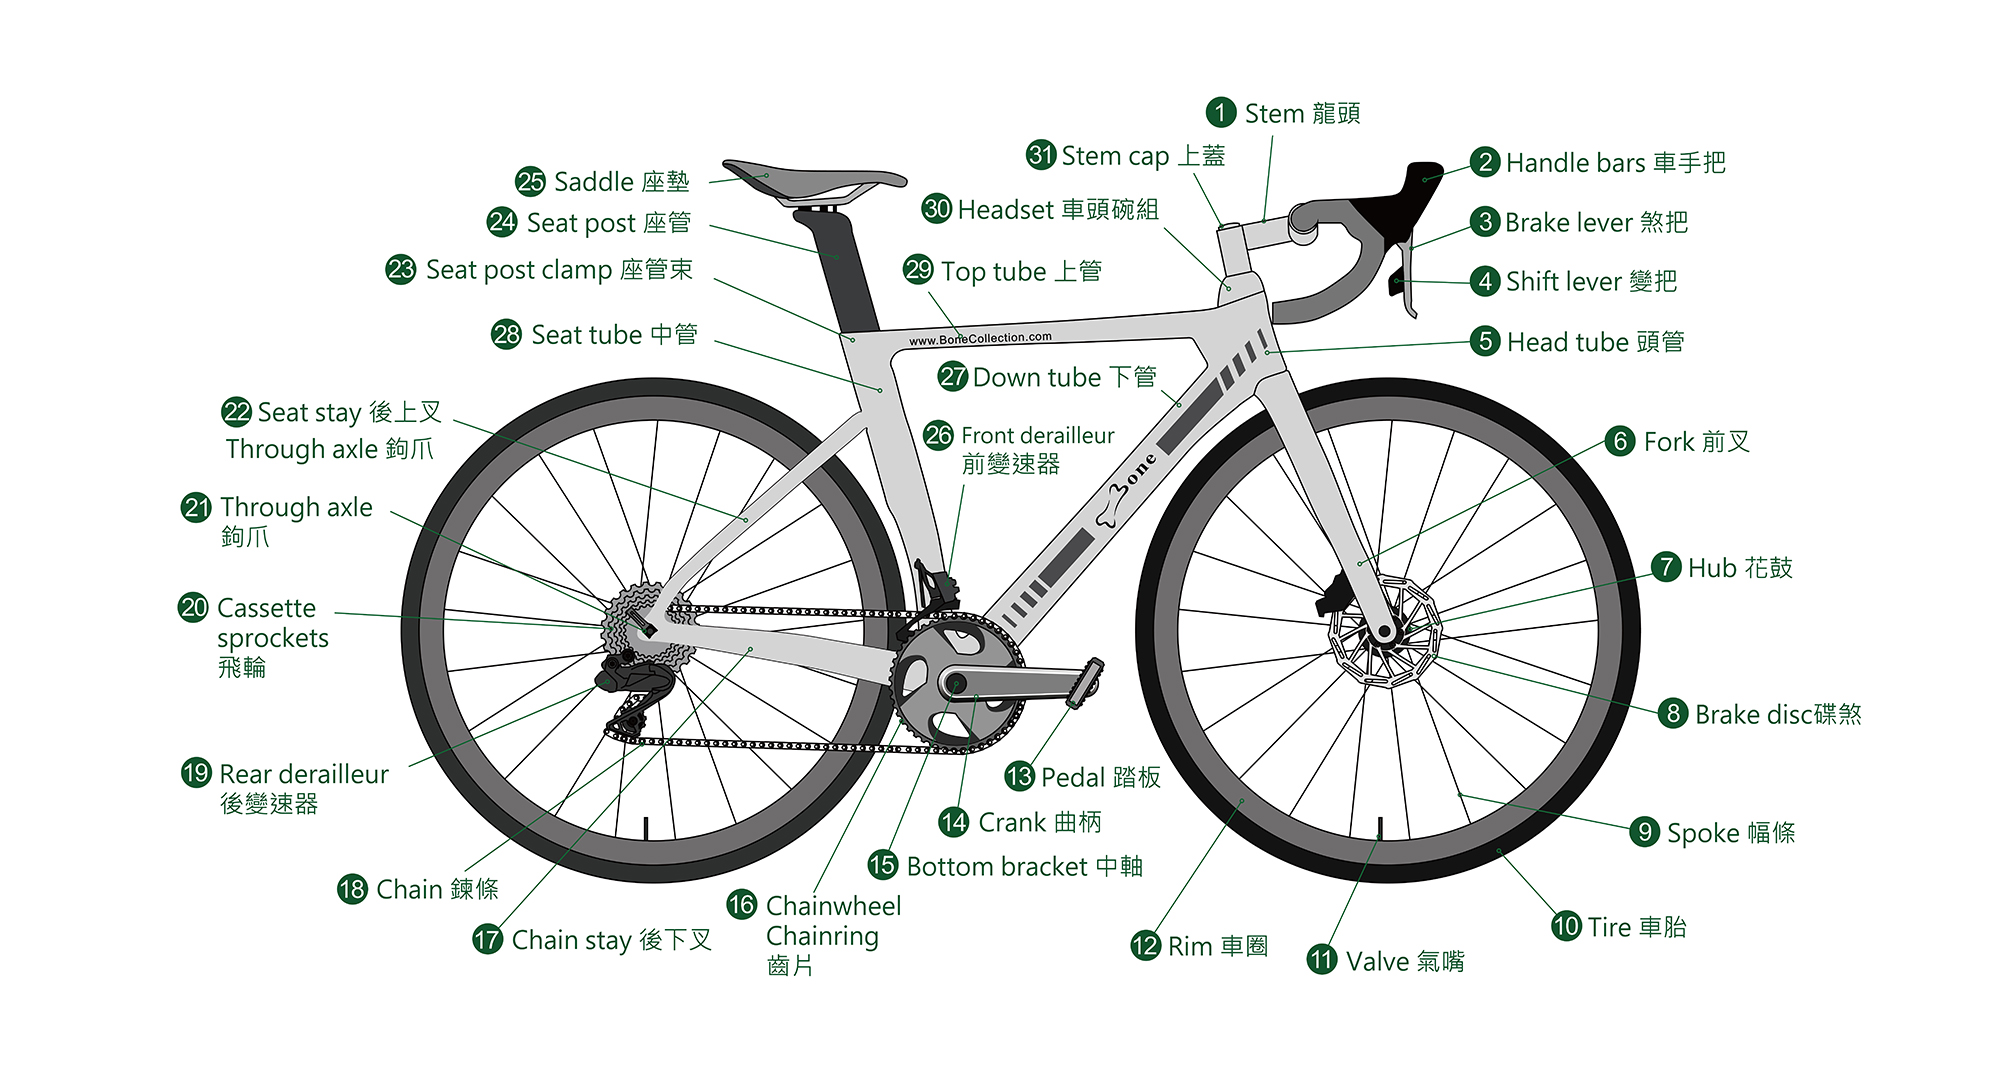 1 Stem 龍頭
31 Stem cap 上蓋
2 Handle bars 車手把
25 Saddle 座墊
30 Headset 車頭碗組
24 Seat post 座管
3 Brake lever 煞把
23 Seat post clamp 座管束
29 Top tube 上管
4 Shift lever 變把
28 Seat tube 中管
www.BoneCollection.com
5 Head tube 頭管
27 Down tube 下管
22 Seat stay 後上叉
Through axle 鉤爪
26 Front derailleur
前變速器
6 Fork 前叉
Bone
21 Through axle
鉤爪
7 Hub 花鼓
20 Cassette
sprockets
飛輪
8 Brake disc碟煞
19 Rear derailleur
後變速器
13 Pedal 踏板
14 Crank 曲柄
9 Spoke 幅條
15 Bottom bracket 中軸
18 Chain 鍊條
16 Chainwheel
Chainring
齒片
10 Tire 車胎
17 Chain stay 後下叉
12 Rim 車圈
11 Valve 氣嘴